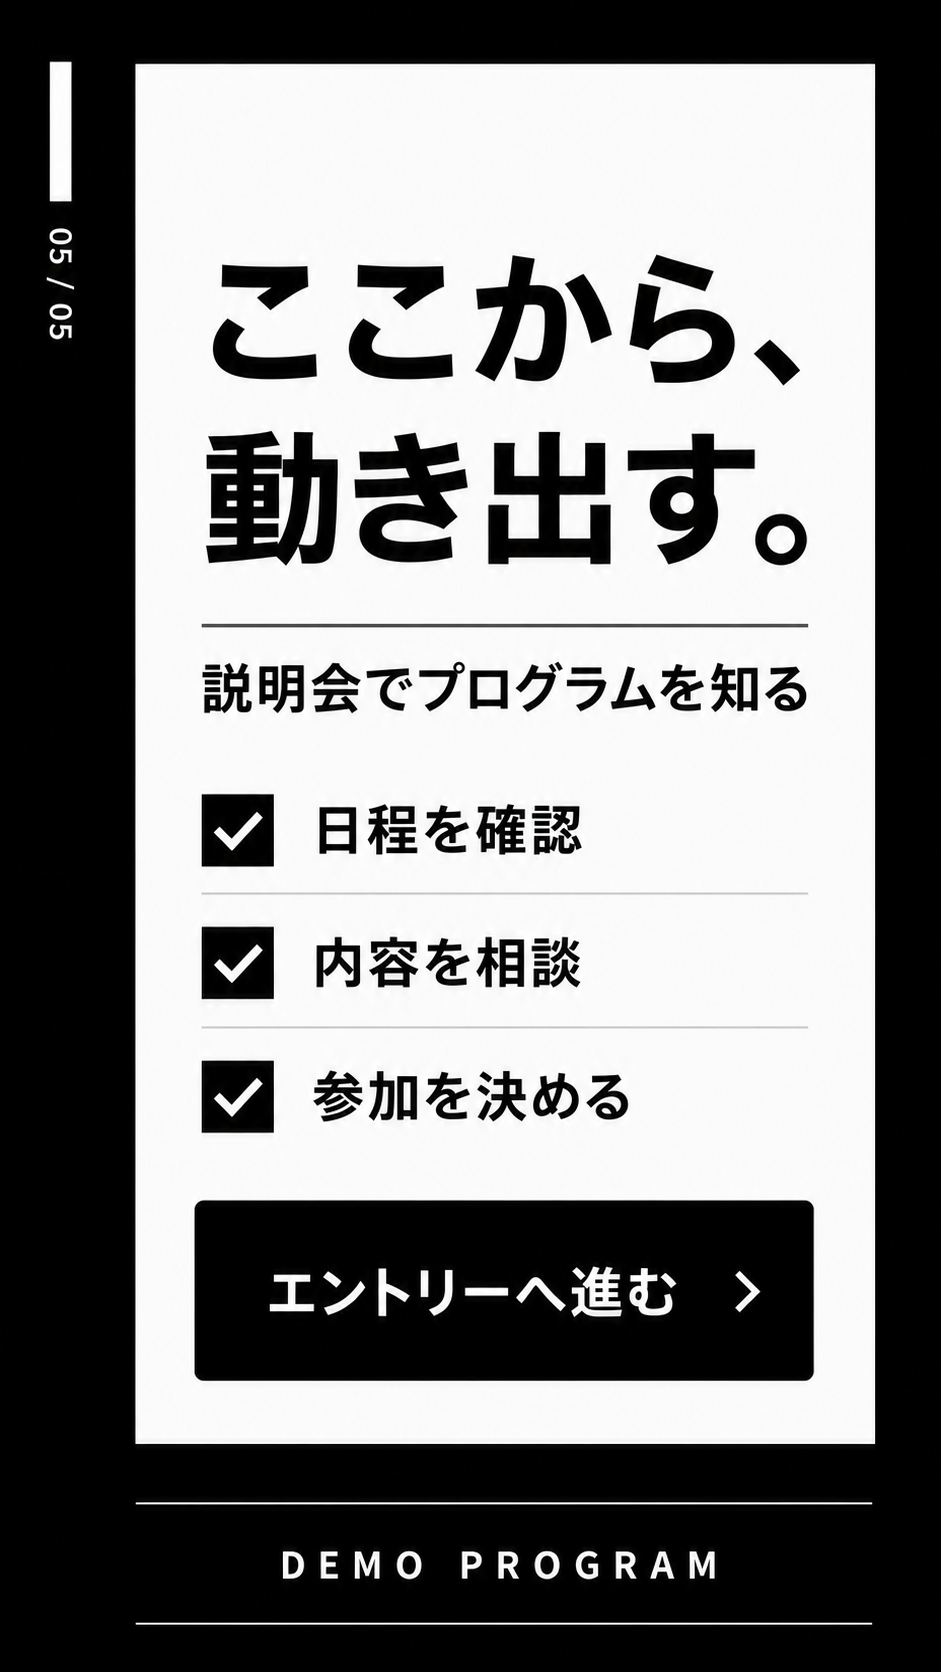 05 / 05
ここから、
動き出す。
説明会でプログラムを知る
日程を確認
内容を相談
参加を決める
エントリーへ進む
DEMO PROGRAM